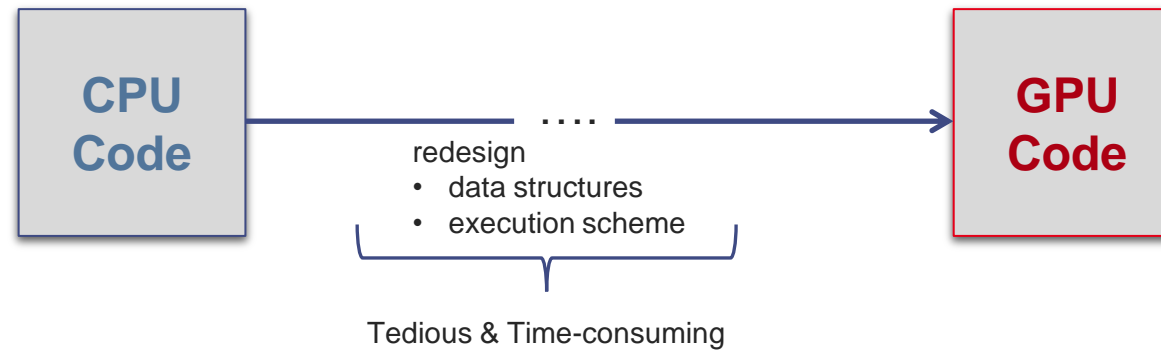 CPU
Code
....
GPU
Code
redesign
• data structures
• execution scheme
Tedious & Time-consuming